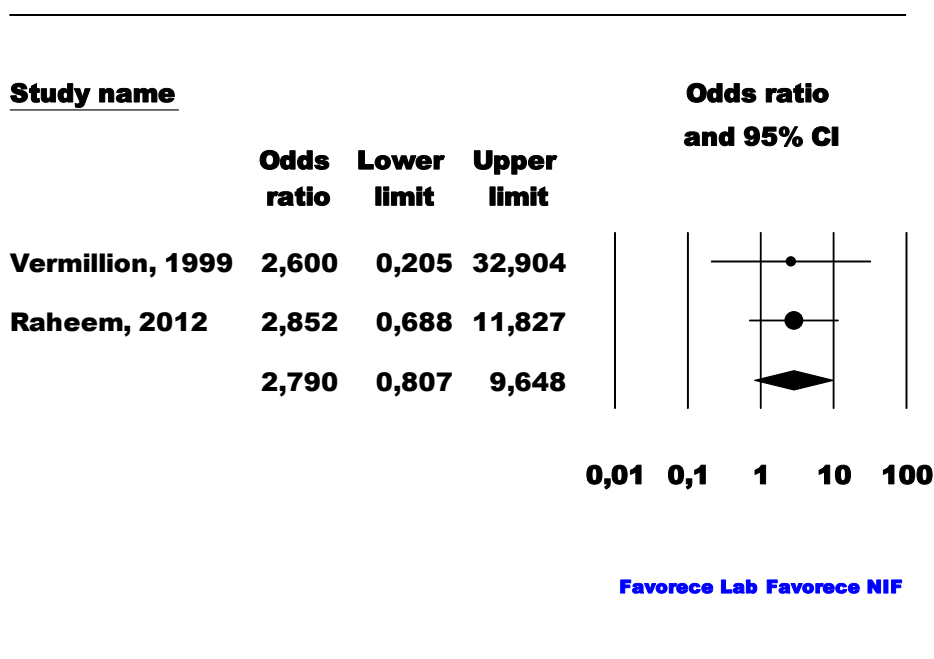 Study name
Odds ratio
and 95% CI
Odds Lower Upper
ratio limit limit
Vermillion, 1999 2,600 0,205 32,904
Raheem, 2012 2,852 0,688 11,827
2,790 0,807 9,648
0,01 0,1 1 10 100
Favorece Lab Favorece NIF